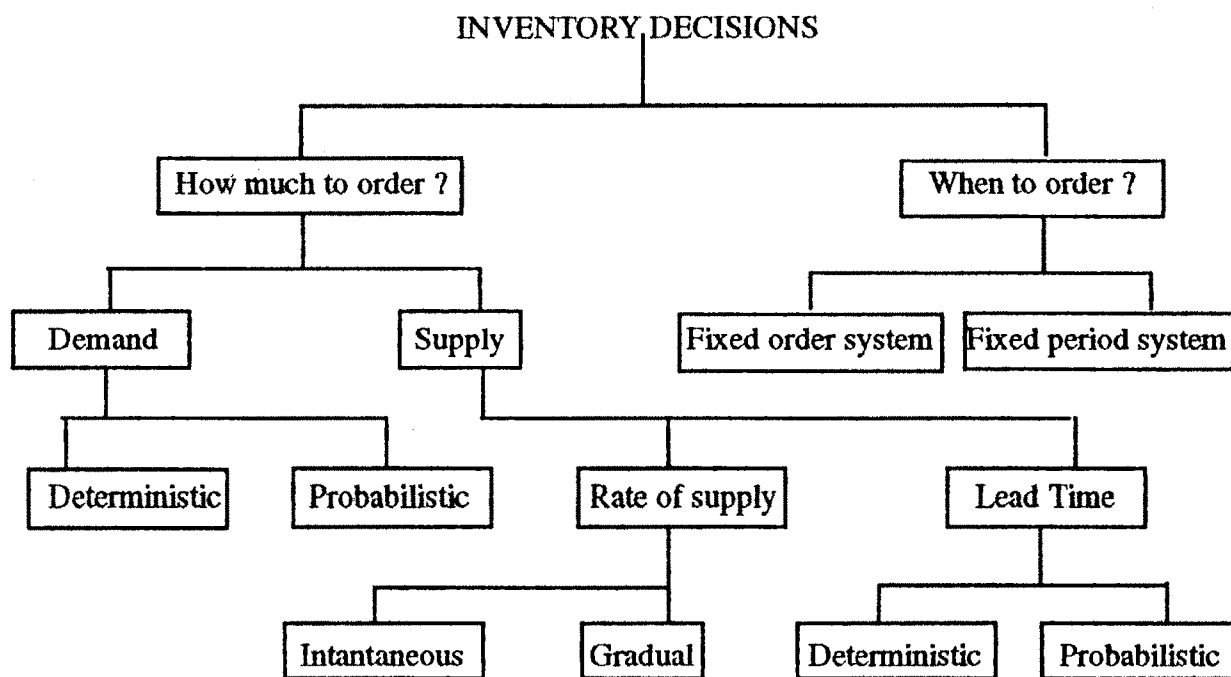 INVENTORY DECISIONS
How much to order ?
When to order ?
Demand
Supply
Fixed order system
Fixed period system
Deterministic
Probabilistic
Rate of supply
Lead Time
Intantaneous
Gradual
Deterministic
Probabilistic